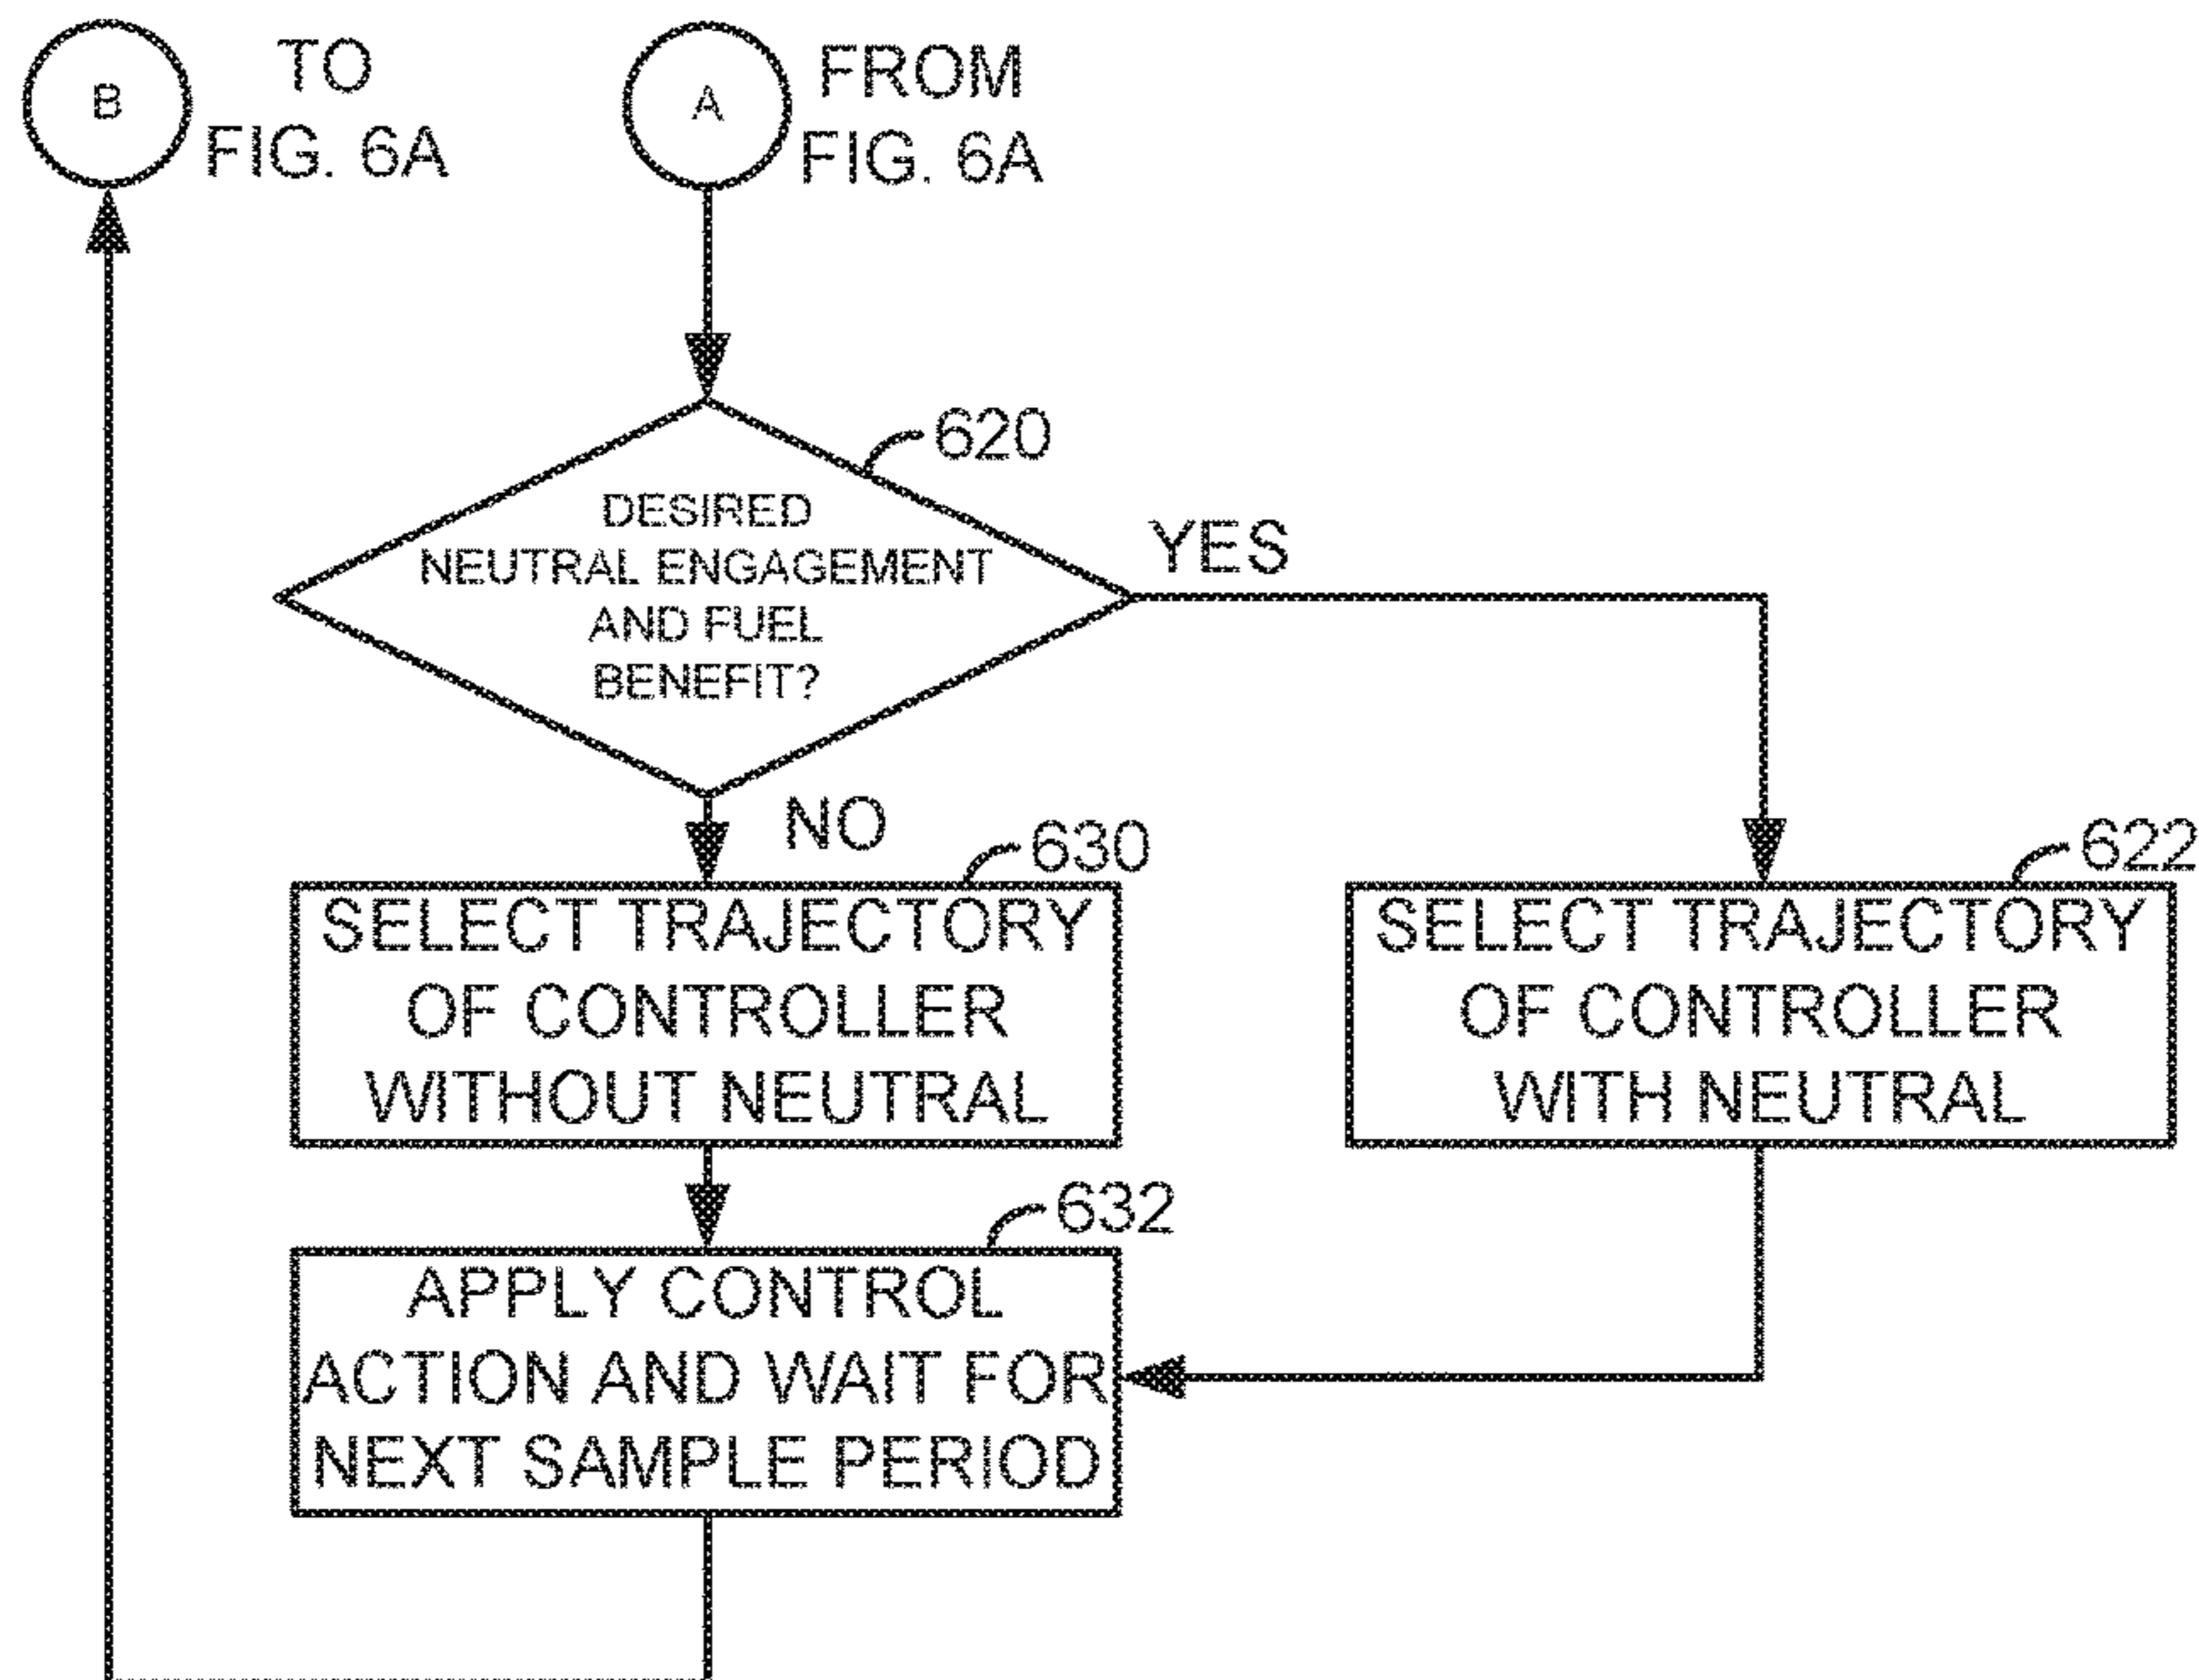 B
TO
FIG. 6A
A
FROM
FIG. 6A
620
DESIRED
NEUTRAL ENGAGEMENT
AND FUEL
BENEFIT?
YES
NO
630
SELECT TRAJECTORY
OF CONTROLLER
WITHOUT NEUTRAL
622
SELECT TRAJECTORY
OF CONTROLLER
WITH NEUTRAL
632
APPLY CONTROL
ACTION AND WAIT FOR
NEXT SAMPLE PERIOD